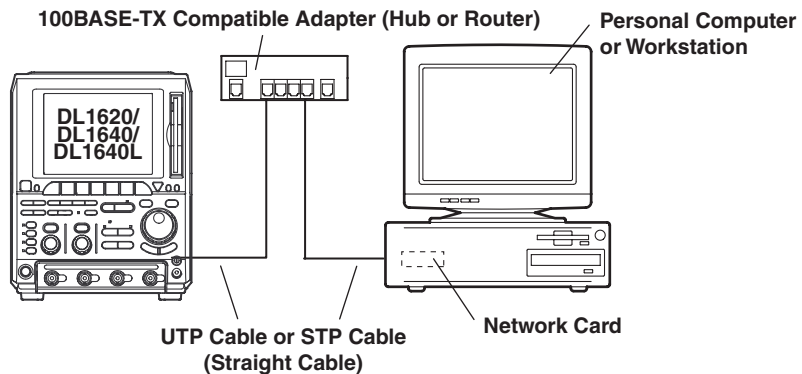 100BASE-TX Compatible Adapter (Hub or Router)
Personal Computer
or Workstation
DL1620/
DL1640/
DL1640L
UTP Cable or STP Cable
(Straight Cable)
Network Card